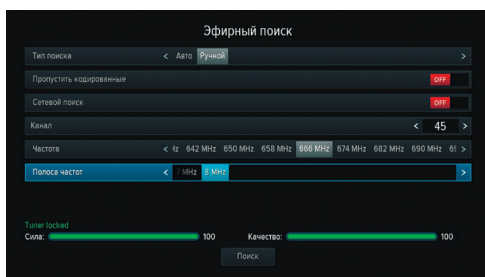 Эфирный поиск
Тип поиска < Авто Ручной >
Пропустить кодированные OFF
Сетевой поиск OFF
Канал < 45 >
Частота < Hz 642 MHz 650 MHz 658 MHz 666 MHz 674 MHz 682 MHz 690 MHz >
Полоса частот < 7 MHz 8 MHz >
Tuner locked
Сила: 100 Качество: 100
Поиск